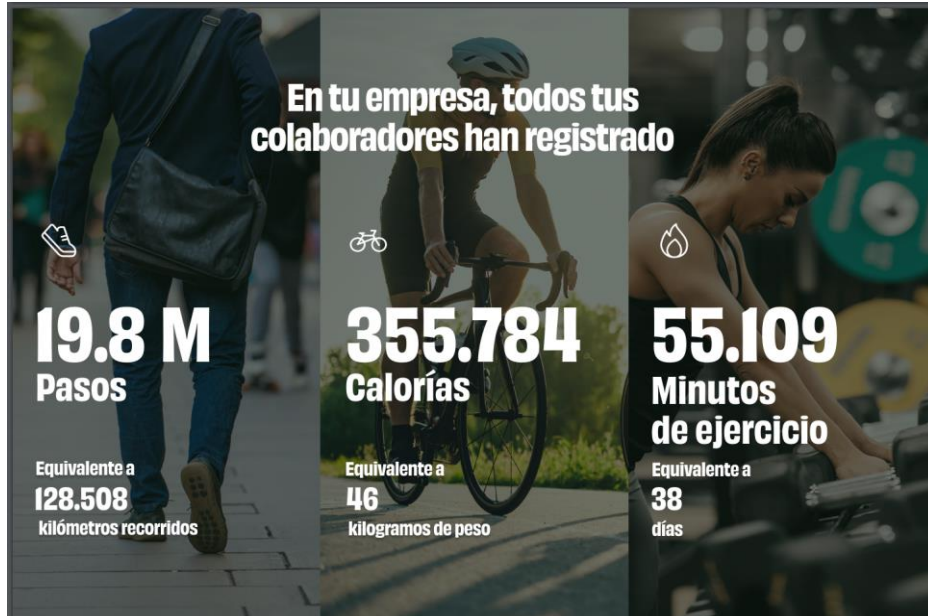 En tu empresa, todos tus
colaboradores han registrado
19.8 M
Pasos
Equivalente a
128.508
kilómetros recorridos
355.784
Calorías
Equivalente a
46
kilogramos de peso
55.109
Minutos
de ejercicio
Equivalente a
38
días